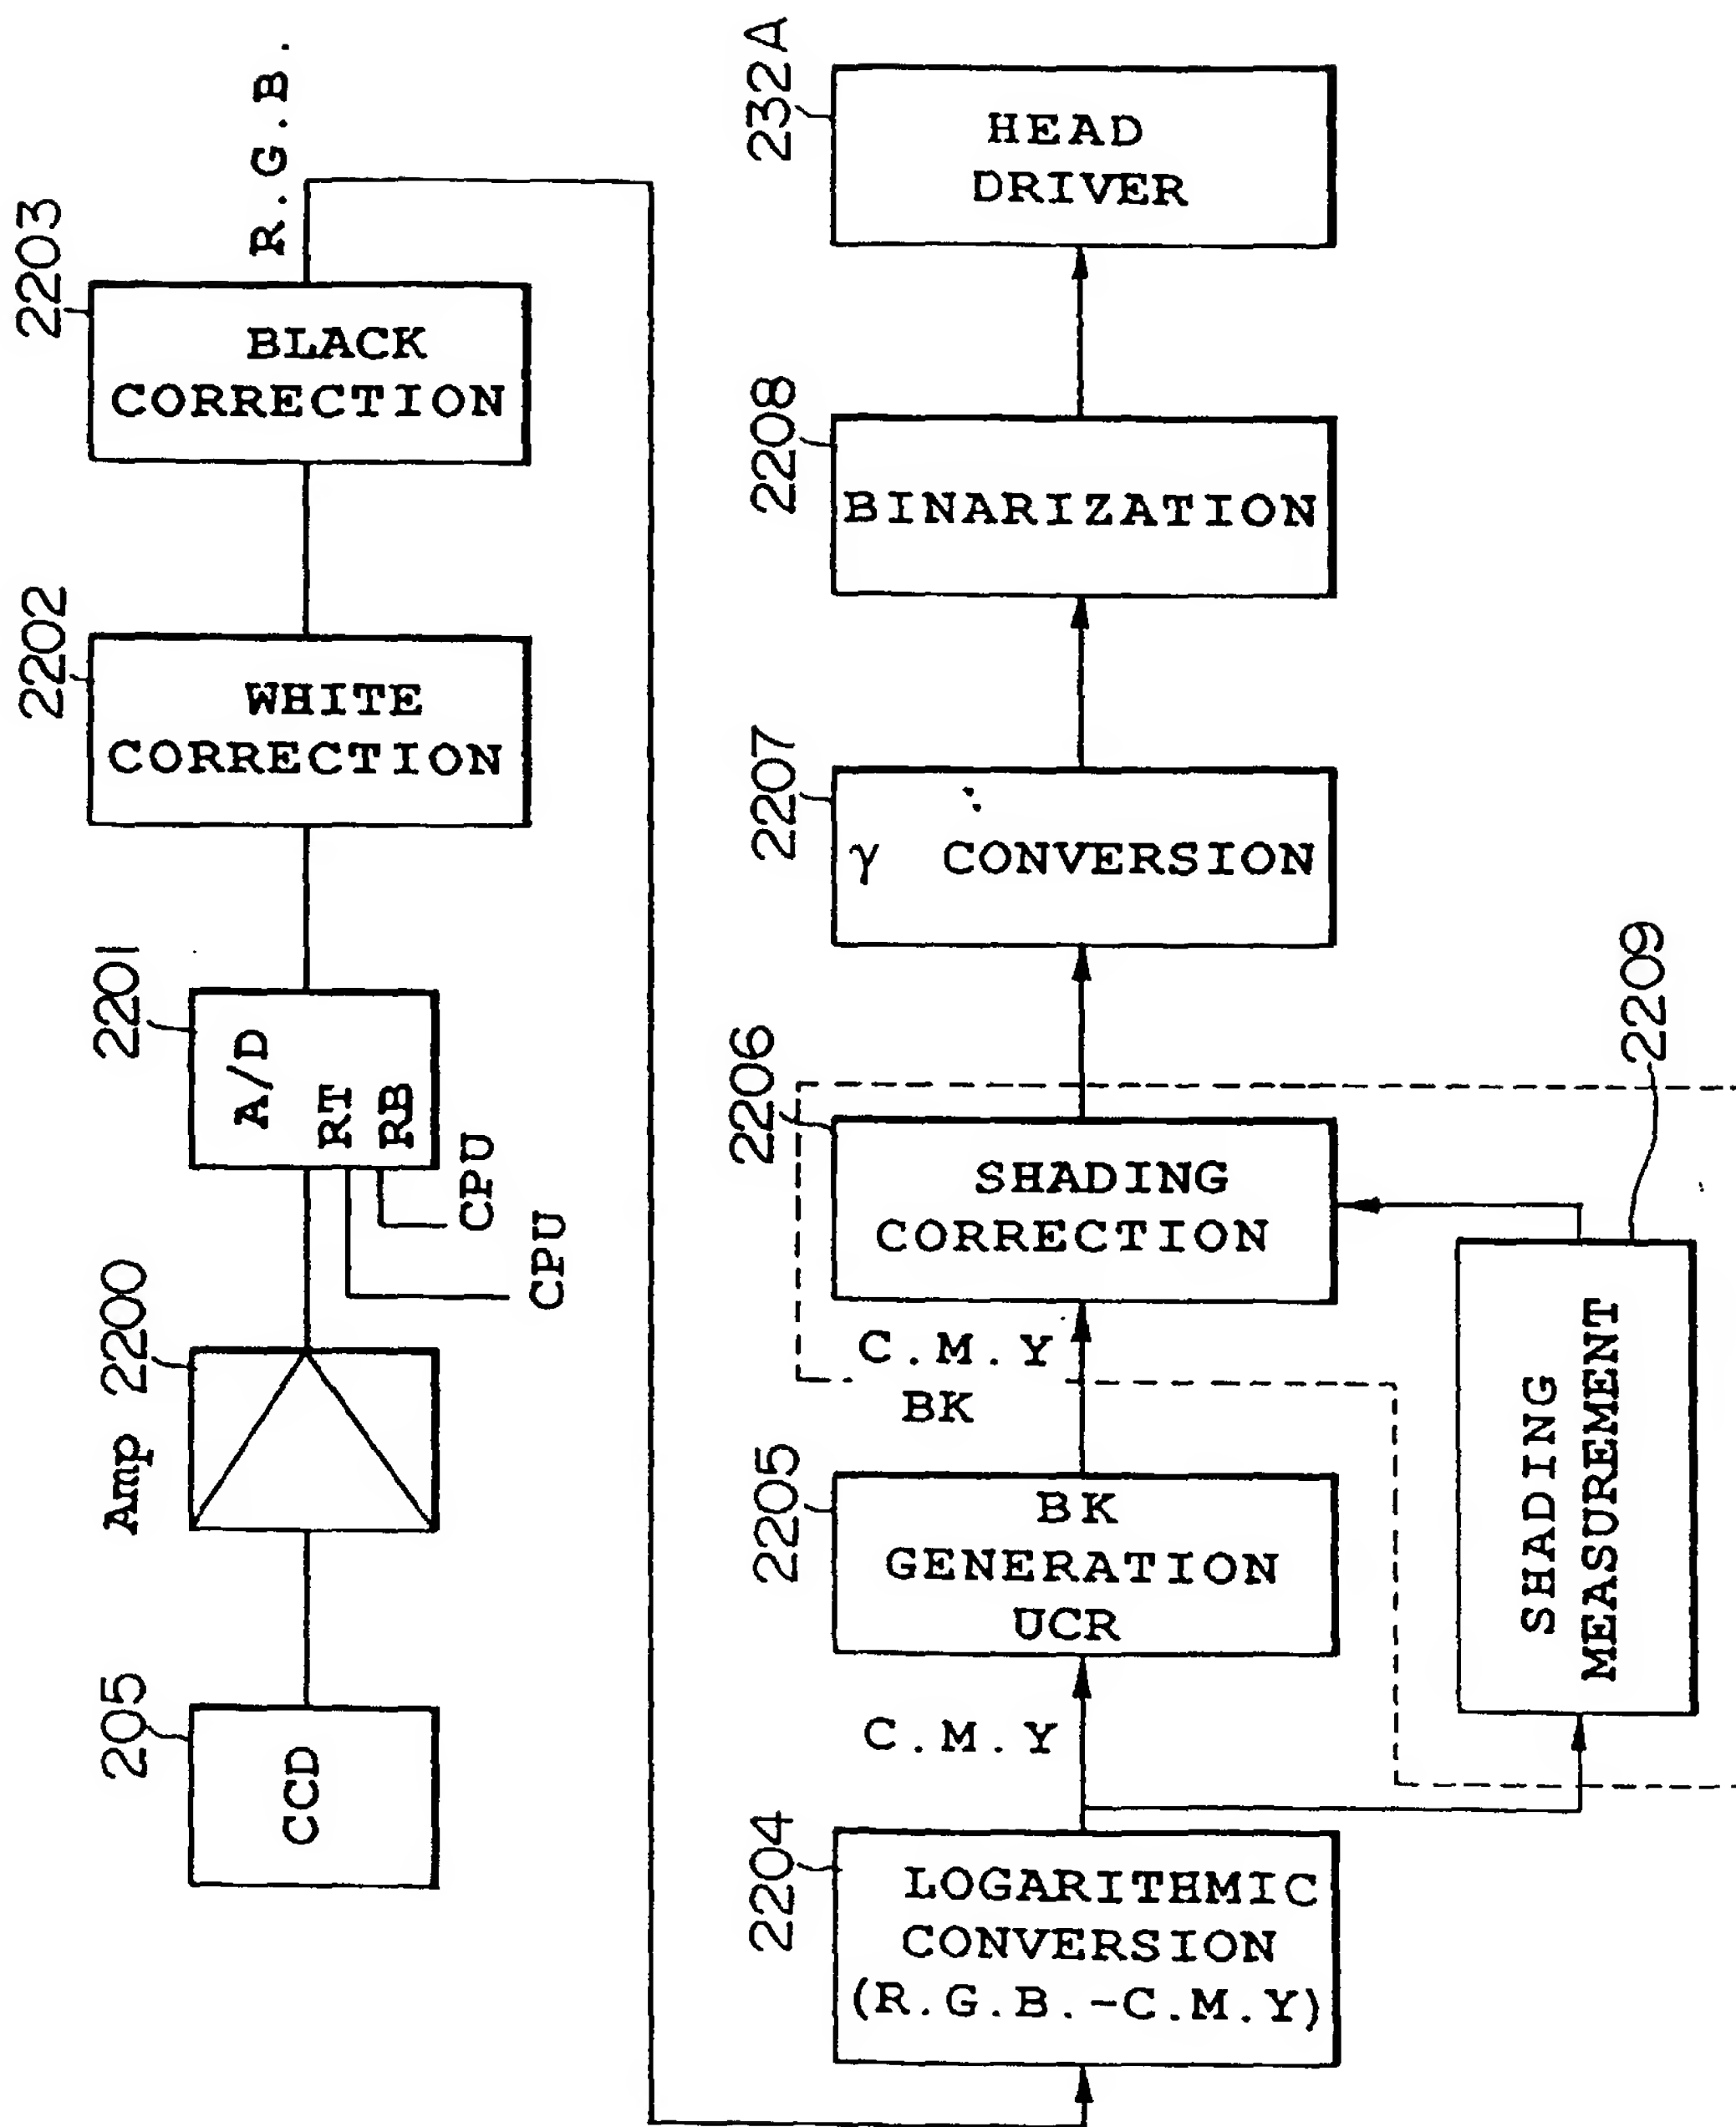 205
CCD
Amp 2200
2201
A/D
RT
RB
CPU
CPU
2202
WHITE
CORRECTION
2203
BLACK
CORRECTION
R.G.B.
2204
LOGARITHMIC
CONVERSION
(R.G.B.-C.M.Y)
C.M.Y
2205
BK
GENERATION
UCR
C.M.Y
BK
2206
SHADING
CORRECTION
2209
SHADING
MEASUREMENT
2207
γ CONVERSION
2208
BINARIZATION
232A
HEAD
DRIVER